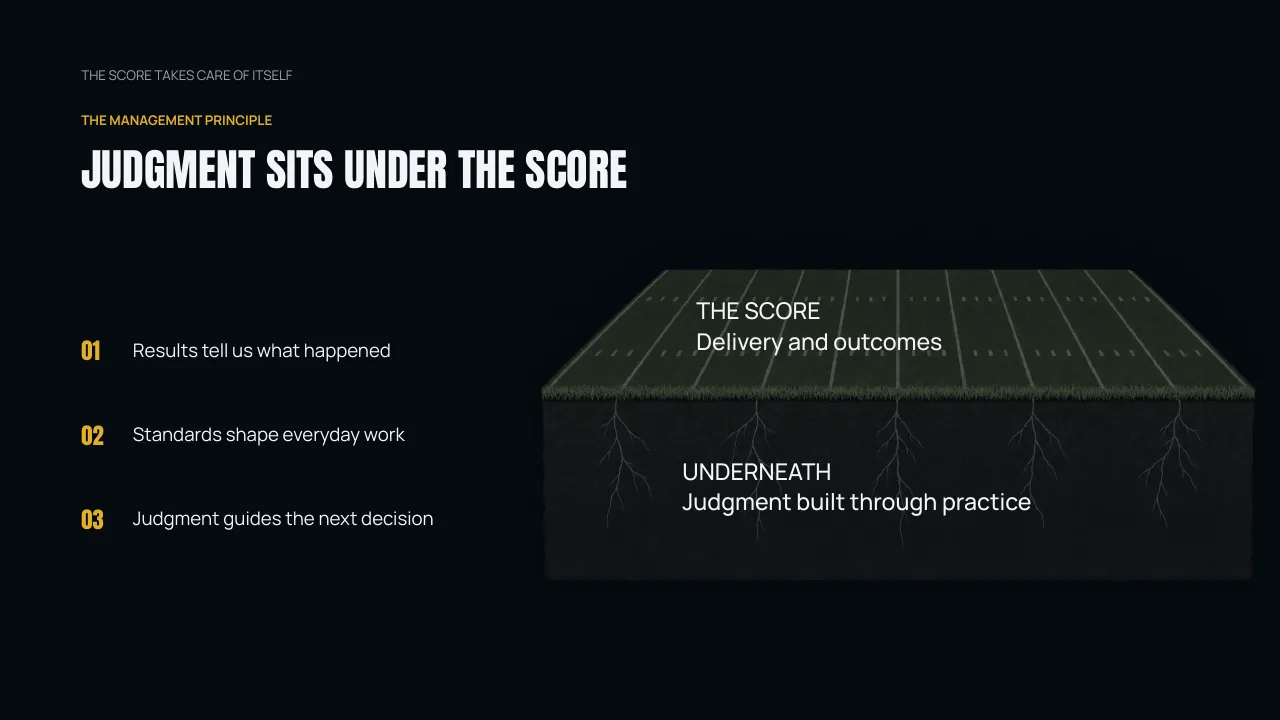 THE SCORE TAKES CARE OF ITSELF
THE MANAGEMENT PRINCIPLE
JUDGMENT SITS UNDER THE SCORE
01 Results tell us what happened
02 Standards shape everyday work
03 Judgment guides the next decision
THE SCORE
Delivery and outcomes
UNDERNEATH
Judgment built through practice